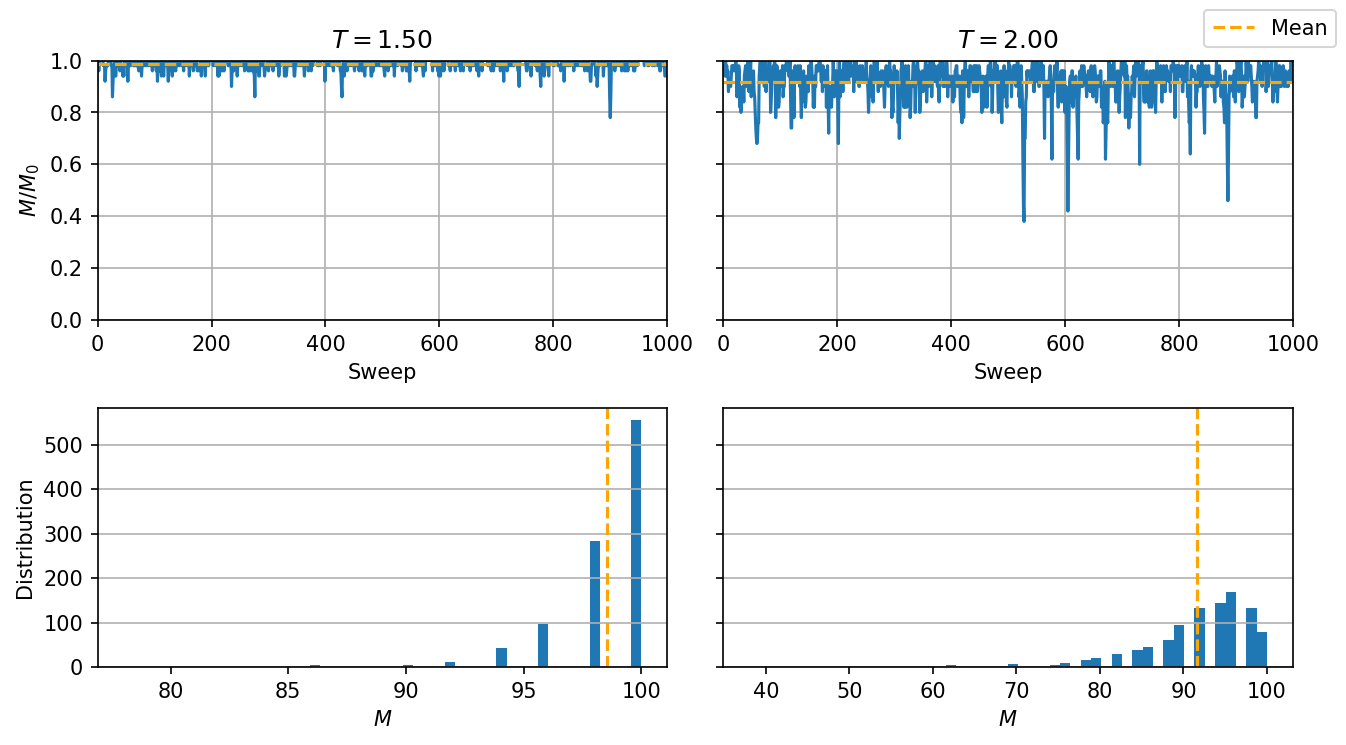 Mean
T = 1.50
T = 2.00
1.0
0.8
0.6
0.4
0.2
0.0
M/M₀
0 200 400 600 800 1000
0 200 400 600 800 1000
Sweep
Sweep
500
400
300
200
100
0
Distribution
80 85 90 95 100
40 50 60 70 80 90 100
M
M